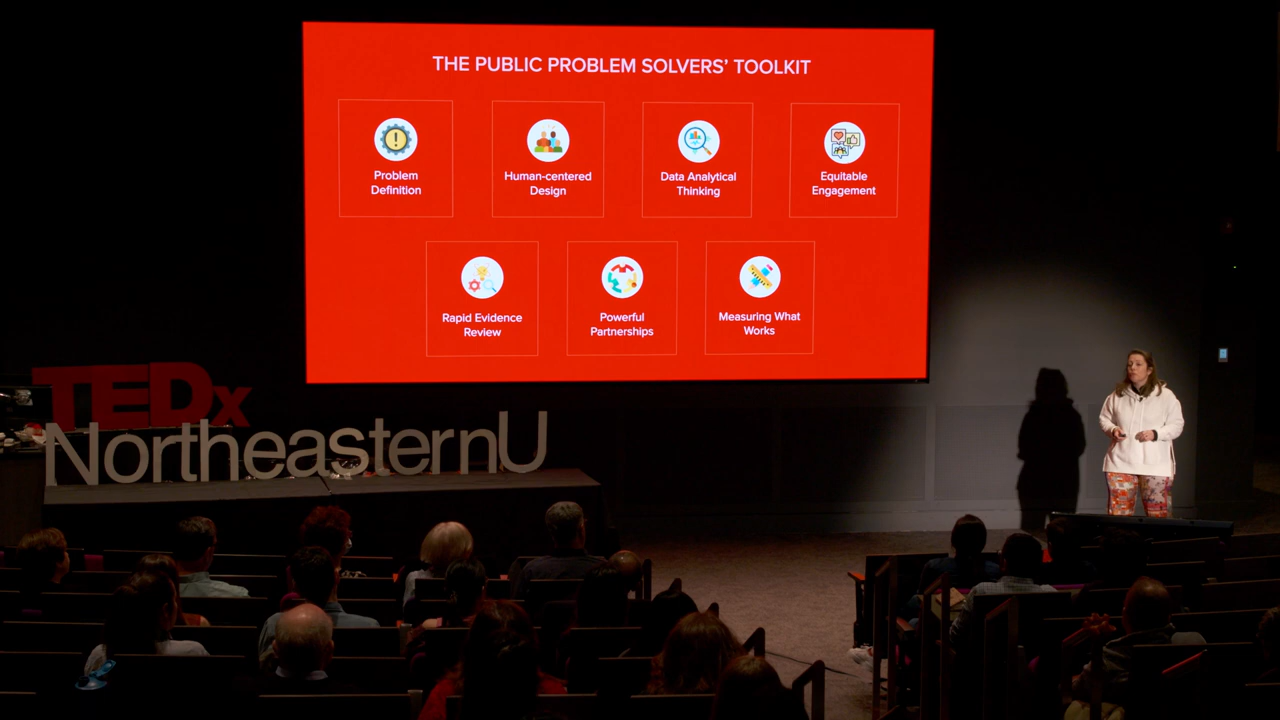 THE PUBLIC PROBLEM SOLVERS' TOOLKIT
Problem
Definition
Human-centered
Design
Data Analytical
Thinking
Equitable
Engagement
Rapid Evidence
Review
Powerful
Partnerships
Measuring What
Works
TEDx
NortheasternU